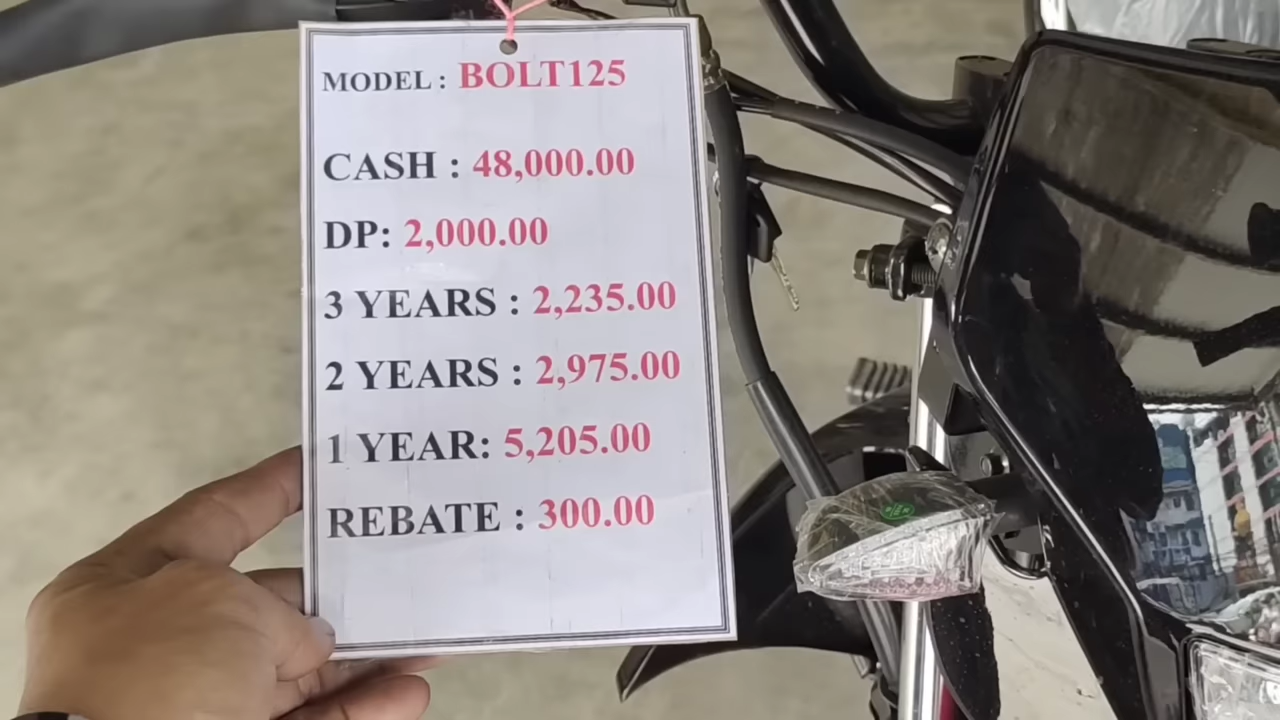 MODEL : BOLT125
CASH : 48,000.00
DP: 2,000.00
3 YEARS : 2,235.00
2 YEARS : 2,975.00
1 YEAR: 5,205.00
REBATE : 300.00